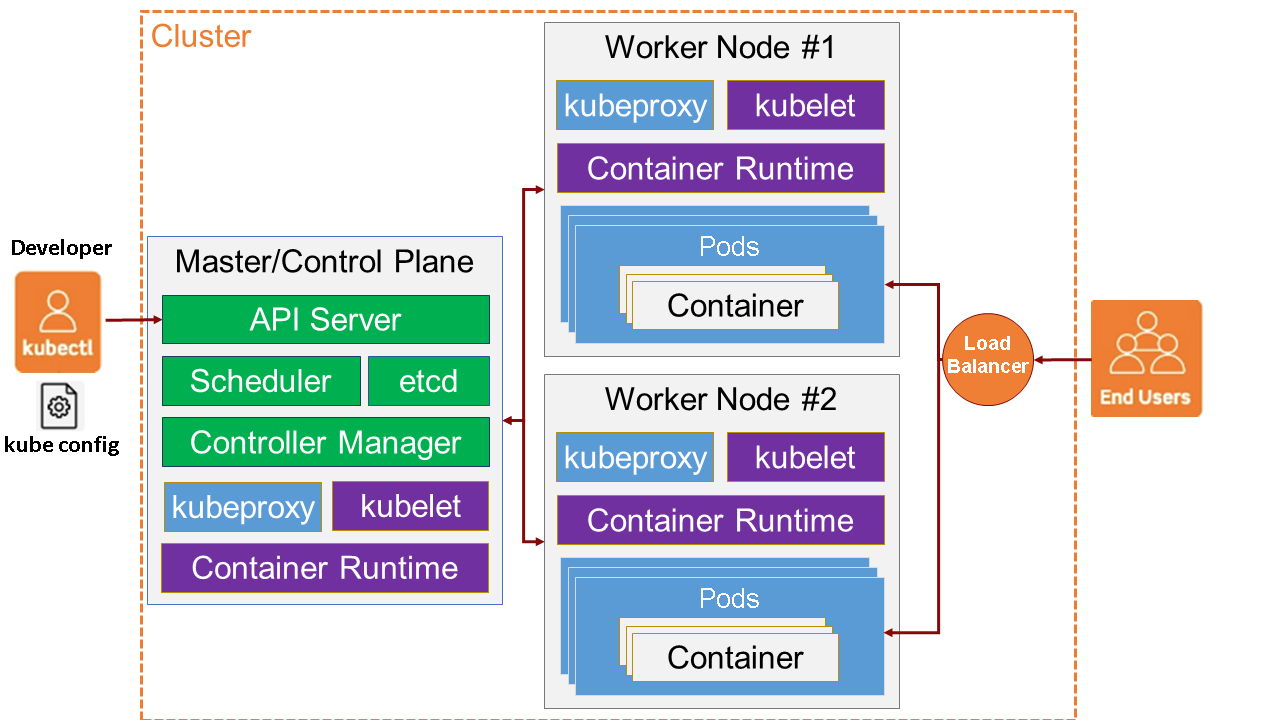 Cluster
Developer
kubectl
kube config
Master/Control Plane
API Server
Scheduler
etcd
Controller Manager
kubeproxy
kubelet
Container Runtime
Worker Node #1
kubeproxy
kubelet
Container Runtime
Pods
Container
Worker Node #2
kubeproxy
kubelet
Container Runtime
Pods
Container
Load
Balancer
End Users